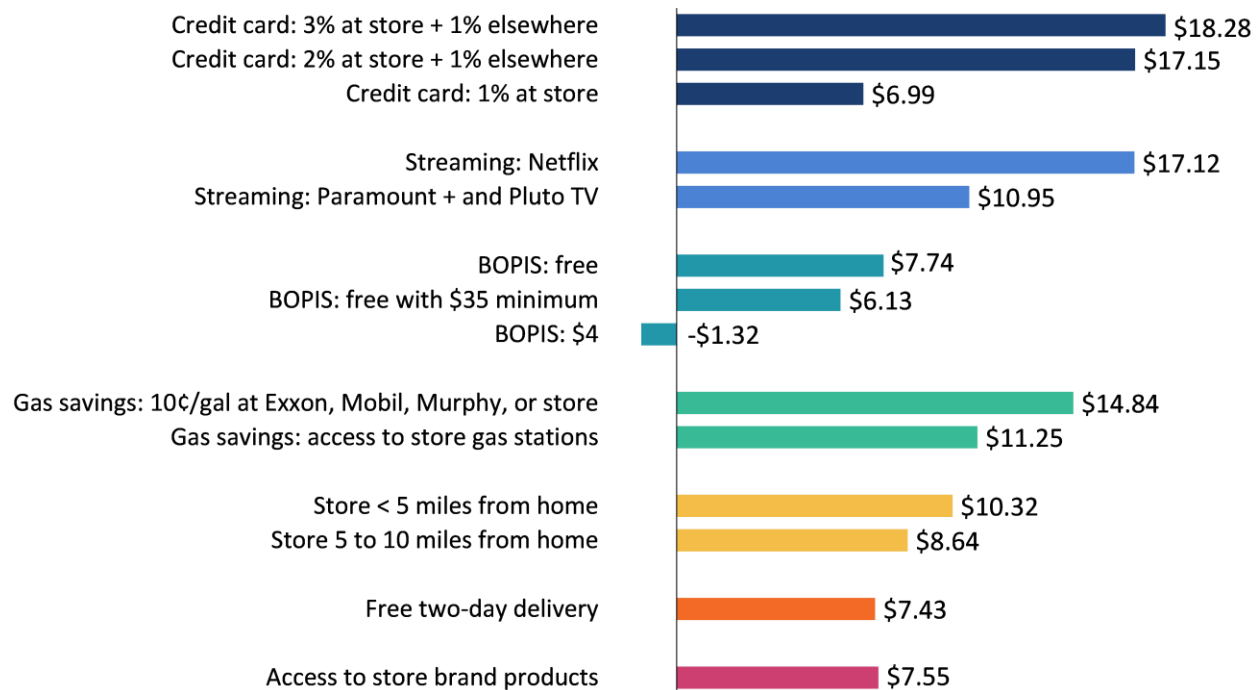 Credit card: 3% at store + 1% elsewhere $18.28
Credit card: 2% at store + 1% elsewhere $17.15
Credit card: 1% at store $6.99
Streaming: Netflix $17.12
Streaming: Paramount + and Pluto TV $10.95
BOPIS: free $7.74
BOPIS: free with $35 minimum $6.13
BOPIS: $4 -$1.32
Gas savings: 10¢/gal at Exxon, Mobil, Murphy, or store $14.84
Gas savings: access to store gas stations $11.25
Store < 5 miles from home $10.32
Store 5 to 10 miles from home $8.64
Free two-day delivery $7.43
Access to store brand products $7.55